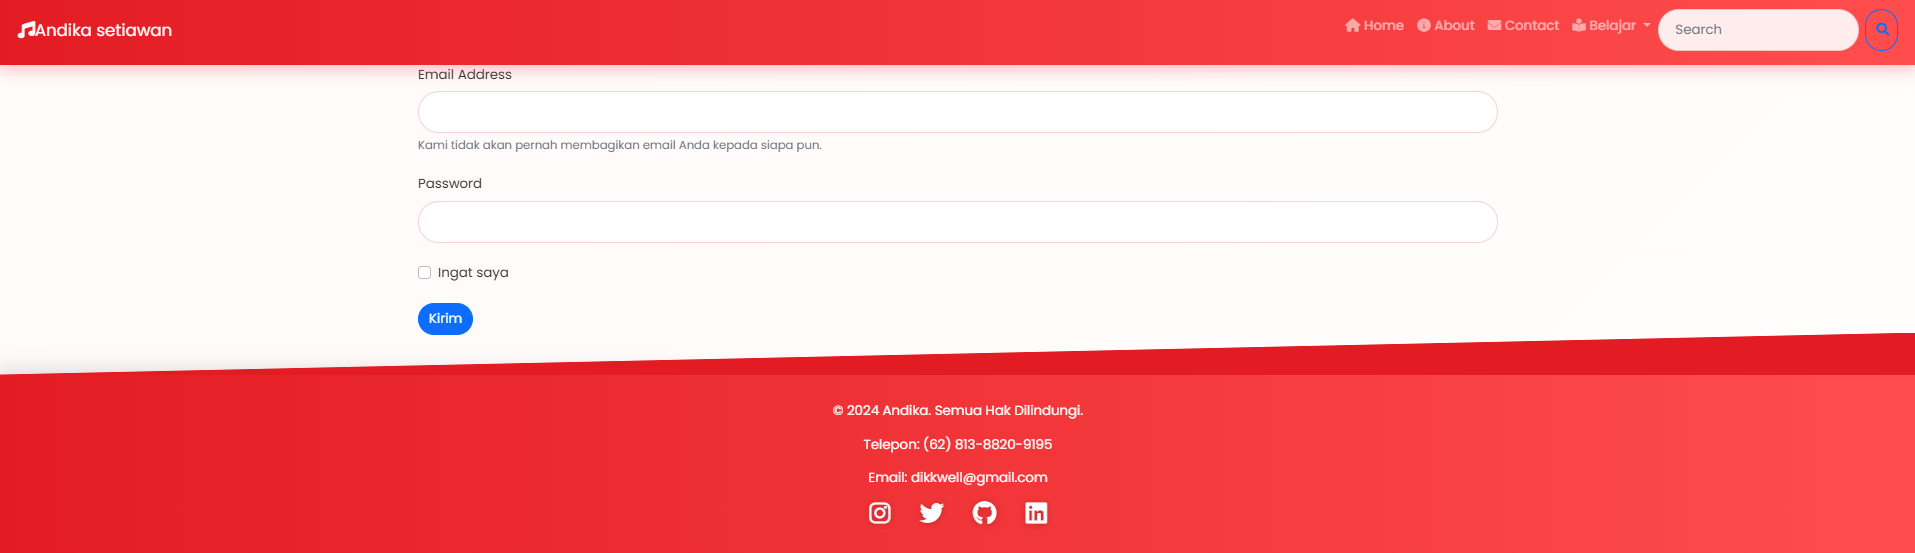 Andika setiawan
Home About Contact Belajar Search
Email Address
Kami tidak akan pernah membagikan email Anda kepada siapa pun.
Password
Ingat saya
Kirim
© 2024 Andika. Semua Hak Dilindungi.
Telepon: (62) 813-8820-9195
Email: dikkwell@gmail.com